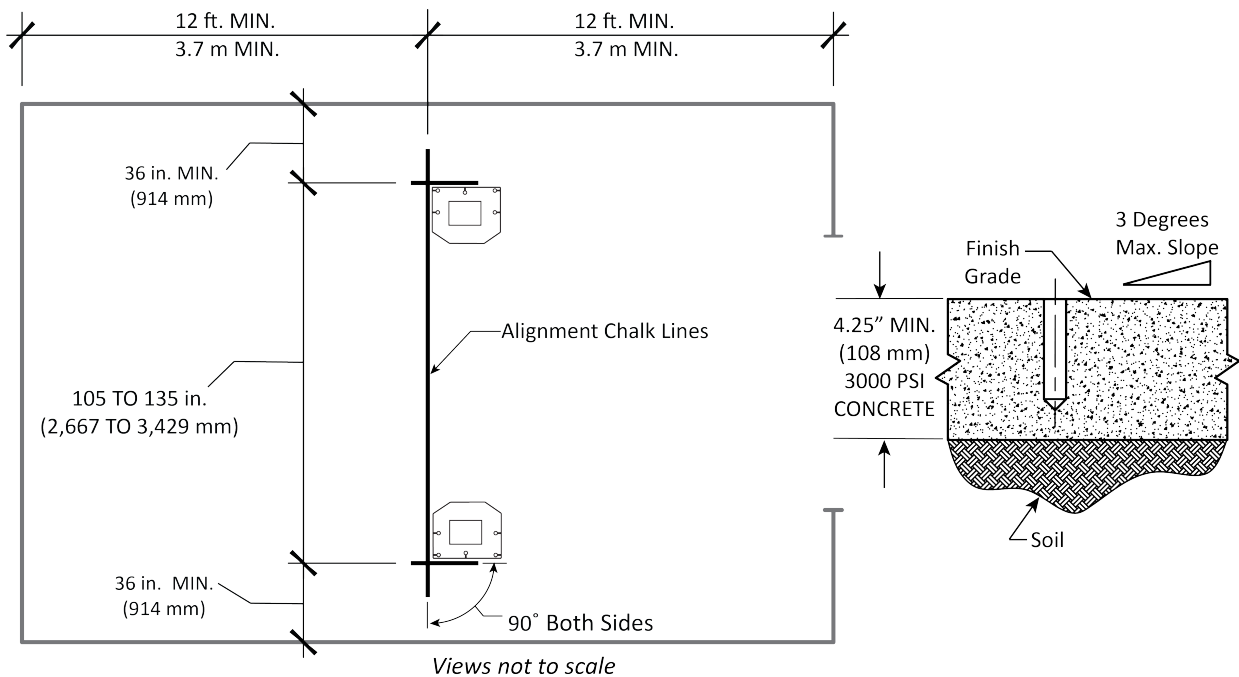 12 ft. MIN.
3.7 m MIN.
12 ft. MIN.
3.7 m MIN.
36 in. MIN.
(914 mm)
3 Degrees
Max. Slope
Finish
Grade
Alignment Chalk Lines
4.25” MIN.
(108 mm)
3000 PSI
CONCRETE
105 TO 135 in.
(2,667 TO 3,429 mm)
Soil
36 in. MIN.
(914 mm)
90° Both Sides
Views not to scale